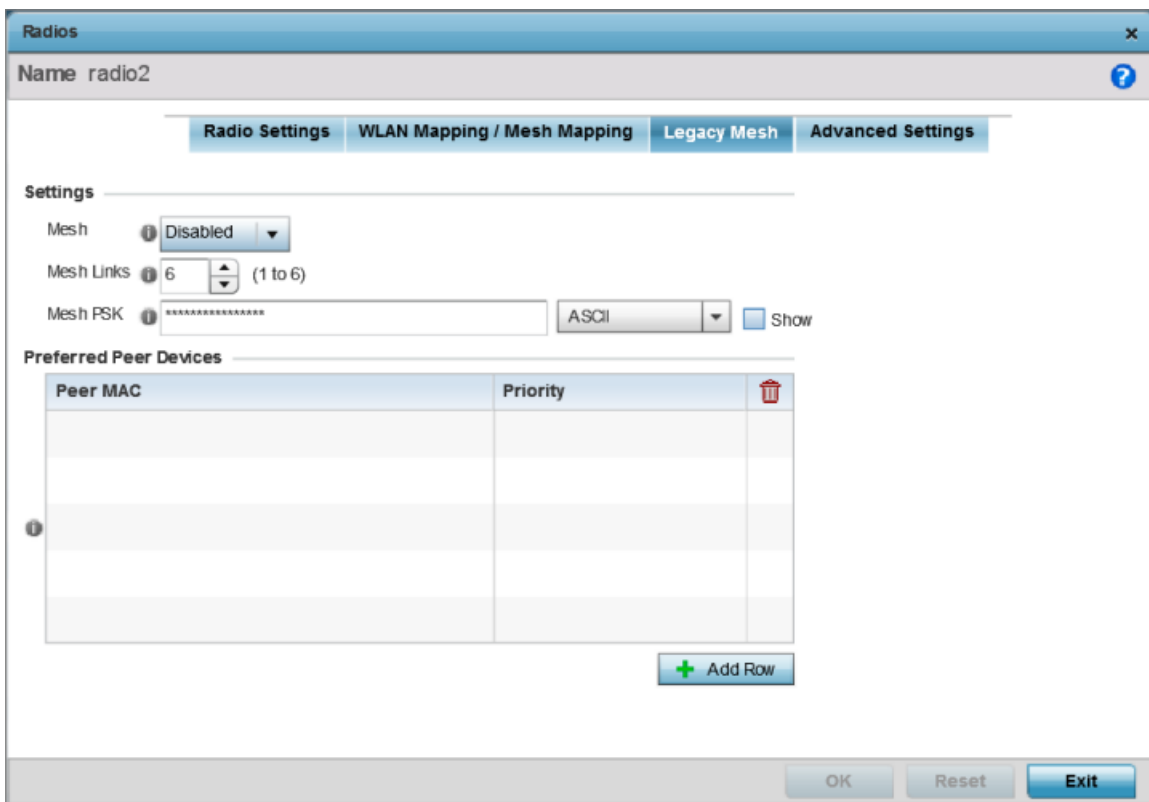 Radios
Name radio2
Radio Settings WLAN Mapping / Mesh Mapping Legacy Mesh Advanced Settings
Settings
Mesh Disabled
Mesh Links 6 (1 to 6)
Mesh PSK **************** ASCII Show
Preferred Peer Devices
Peer MAC Priority
Add Row
OK Reset Exit